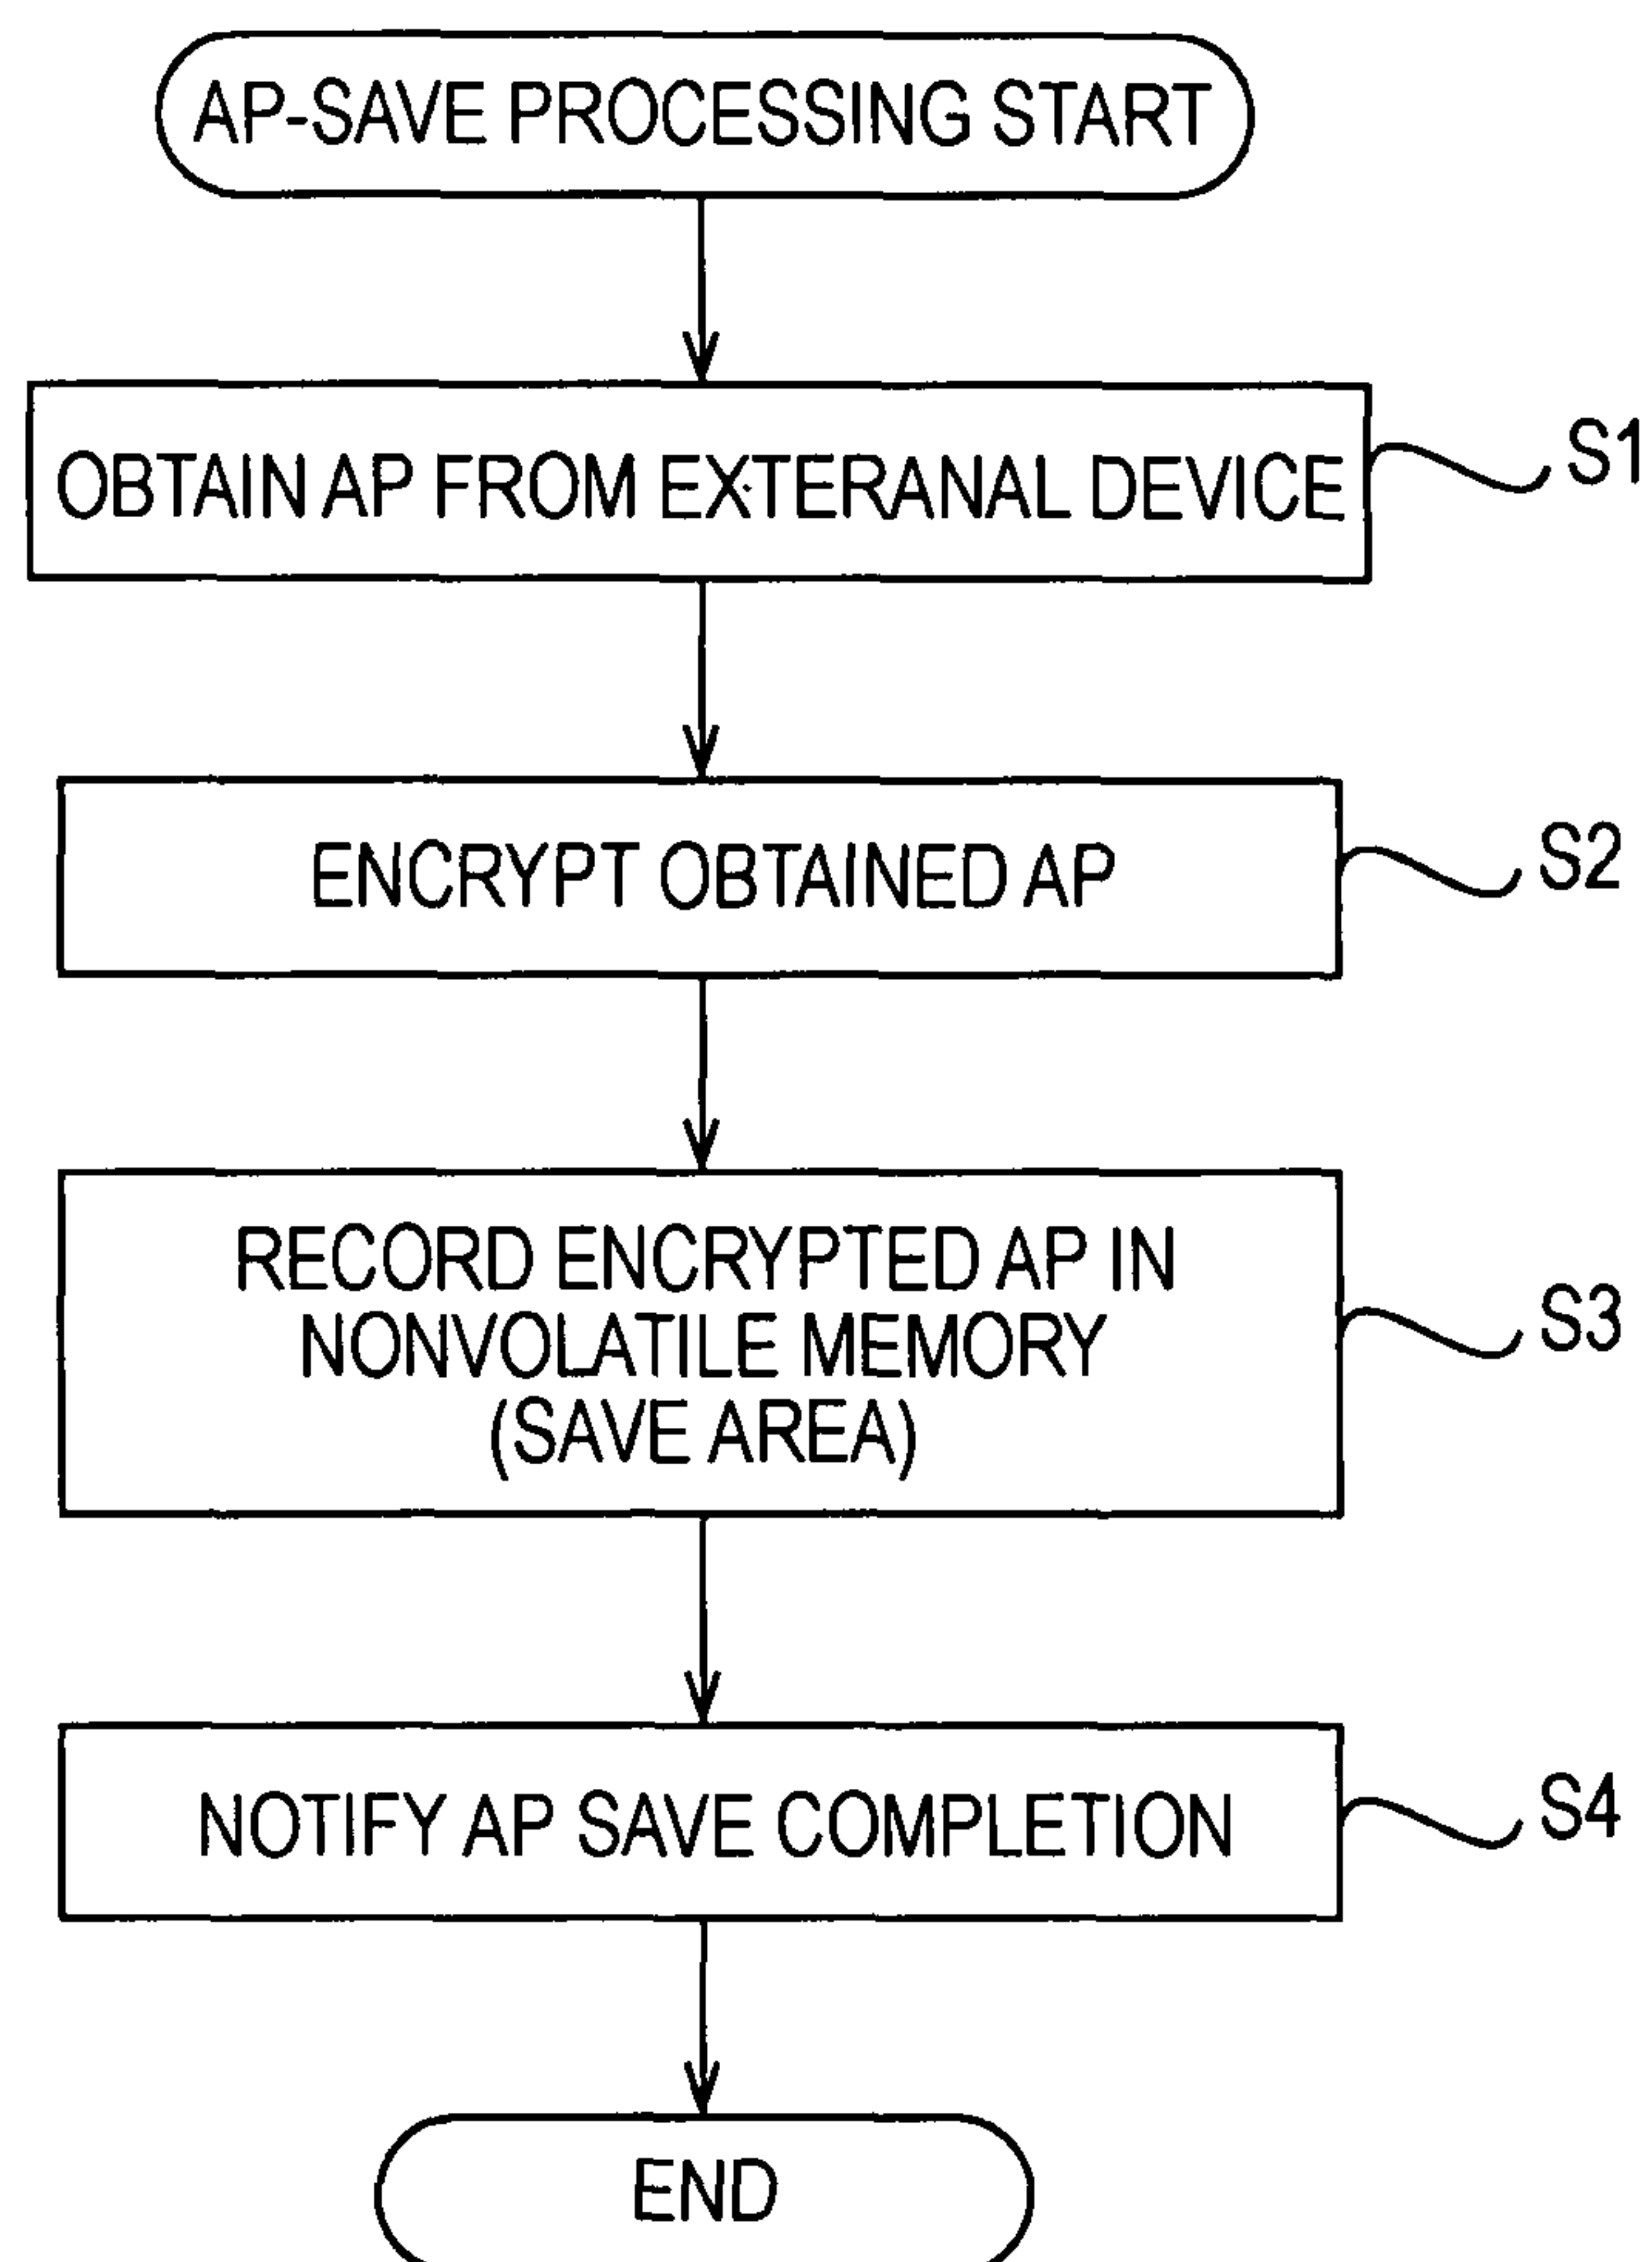 AP-SAVE PROCESSING START
OBTAIN AP FROM EXTERANAL DEVICE
S1
ENCRYPT OBTAINED AP
S2
RECORD ENCRYPTED AP IN
NONVOLATILE MEMORY
(SAVE AREA)
S3
NOTIFY AP SAVE COMPLETION
S4
END